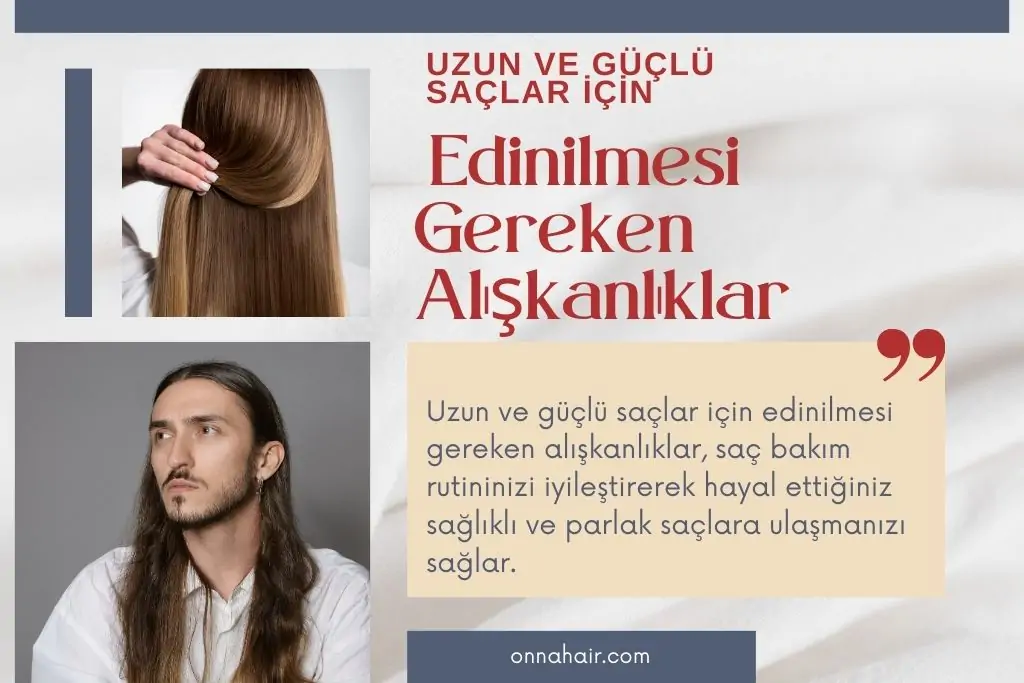 UZUN VE GÜÇLÜ
SAÇLAR İÇİN
Edinilmesi
Gereken
Alışkanlıklar
Uzun ve güçlü saçlar için edinilmesi
gereken alışkanlıklar, saç bakım
rutininizi iyileştirerek hayal ettiğiniz
sağlıklı ve parlak saçlara ulaşmanızı
sağlar.
onnahair.com